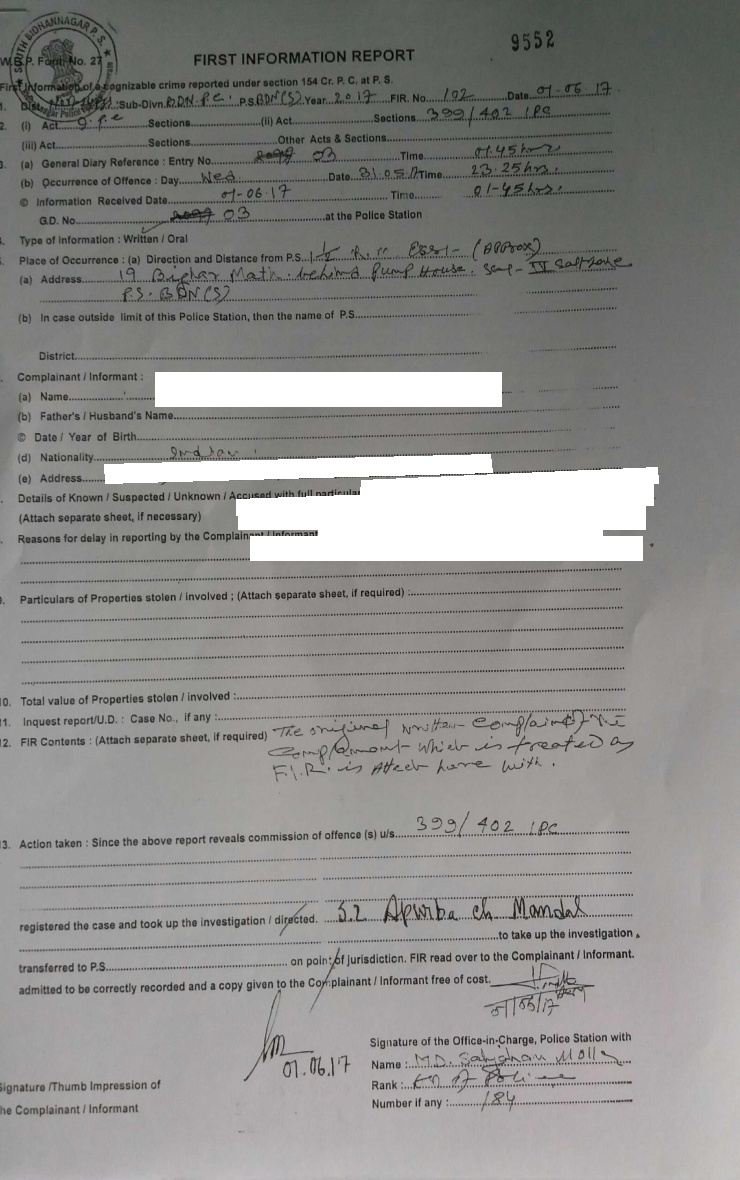 SOUTH BIDHANNAGAR P.S.
9552
W.B.P. Form No. 27
FIRST INFORMATION REPORT
First Information of a cognizable crime reported under section 154 Cr. P. C. at P. S.
1. Dist. Sub-Divn. BDN. P.C. P.S. BDN(S) Year 2017 FIR. No. 102 Date 01-06-17
2. (i) Act Sections (ii) Act Sections 399/402 IPC
(iii) Act Sections Other Acts & Sections
3. (a) General Diary Reference : Entry No. 03 Time 01.45 hrs
(b) Occurrence of Offence : Day Wed Date 31.05.17 Time 23.25 hrs.
© Information Received Date 01-06-17 Time 01-45 hrs.
G.D. No 03 at the Police Station
4. Type of Information : Written / Oral
5. Place of Occurrence : (a) Direction and Distance from P.S. 1½ East (Approx)
(a) Address 19 Bighar Math. behind Pump House. Sec- IV Saltlake
P.S. BDN(S)
(b) In case outside limit of this Police Station, then the name of P.S.
District
Complainant / Informant :
(a) Name
(b) Father's / Husband's Name
© Date / Year of Birth
(d) Nationality Indian
(e) Address
Details of Known / Suspected / Unknown / Accused with full particula
(Attach separate sheet, if necessary)
Reasons for delay in reporting by the Complainant / Informant
9. Particulars of Properties stolen / involved ; (Attach separate sheet, if required) :
10. Total value of Properties stolen / involved :
11. Inquest report/U.D. : Case No., if any :
12. FIR Contents : (Attach separate sheet, if required) The original written complaint of the
complainant which is treated as
F.I.R. is Attech here with.
13. Action taken : Since the above report reveals commission of offence (s) u/s 399/402 IPC
registered the case and took up the investigation / directed. S.I. Apurba ch Mandal
to take up the investigation
transferred to P.S. on point of jurisdiction. FIR read over to the Complainant / Informant.
admitted to be correctly recorded and a copy given to the Complainant / Informant free of cost.
01/06/17
01.06.17
Signature of the Office-in-Charge, Police Station with
Name : M.D.
Signature /Thumb Impression of
Rank : of Police
the Complainant / Informant
Number if any : 184